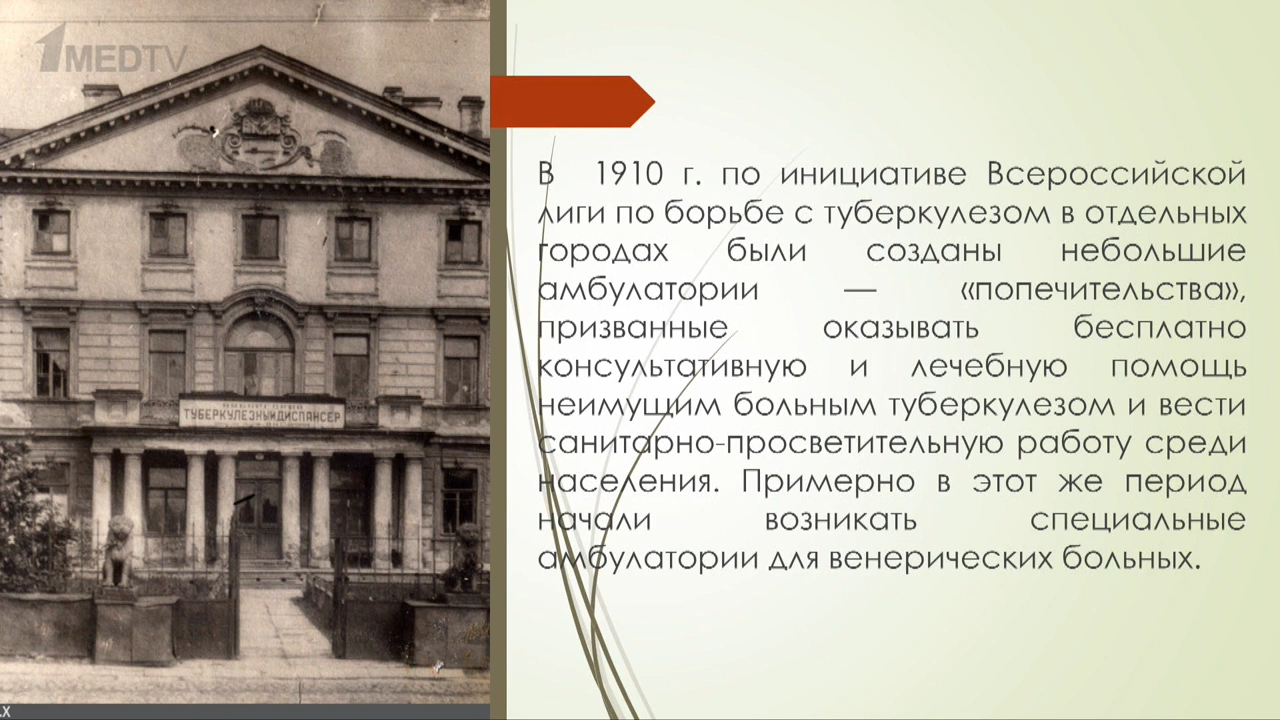 1MEDTV
ТУБЕРКУЛЕЗНЫЙ ДИСПАНСЕР
В 1910 г. по инициативе Всероссийской
лиги по борьбе с туберкулезом в отдельных
городах были созданы небольшие
амбулатории — «попечительства»,
призванные оказывать бесплатно
консультативную и лечебную помощь
неимущим больным туберкулезом и вести
санитарно-просветительную работу среди
населения. Примерно в этот же период
начали возникать специальные
амбулатории для венерических больных.